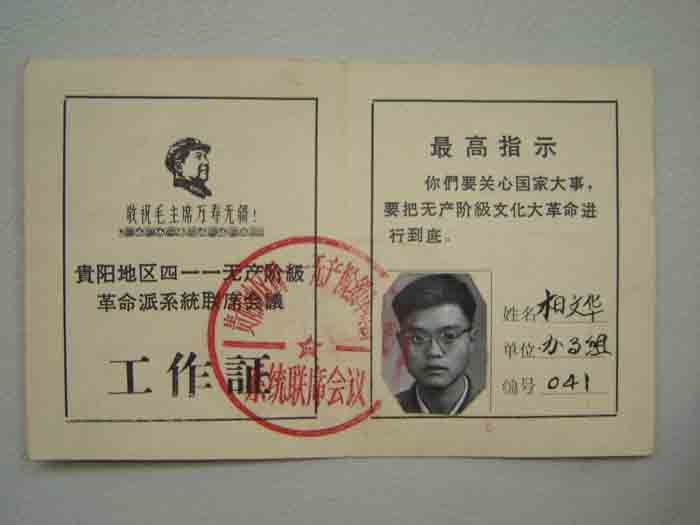 敬祝毛主席万寿无疆！
貴阳地区四一一无产阶級
革命派系統联席会議
工作証
最高指示
你們要关心国家大事，
要把无产阶級文化大革命进
行到底。
姓名 相文华
单位 办子组
编号 041
系统联席会议